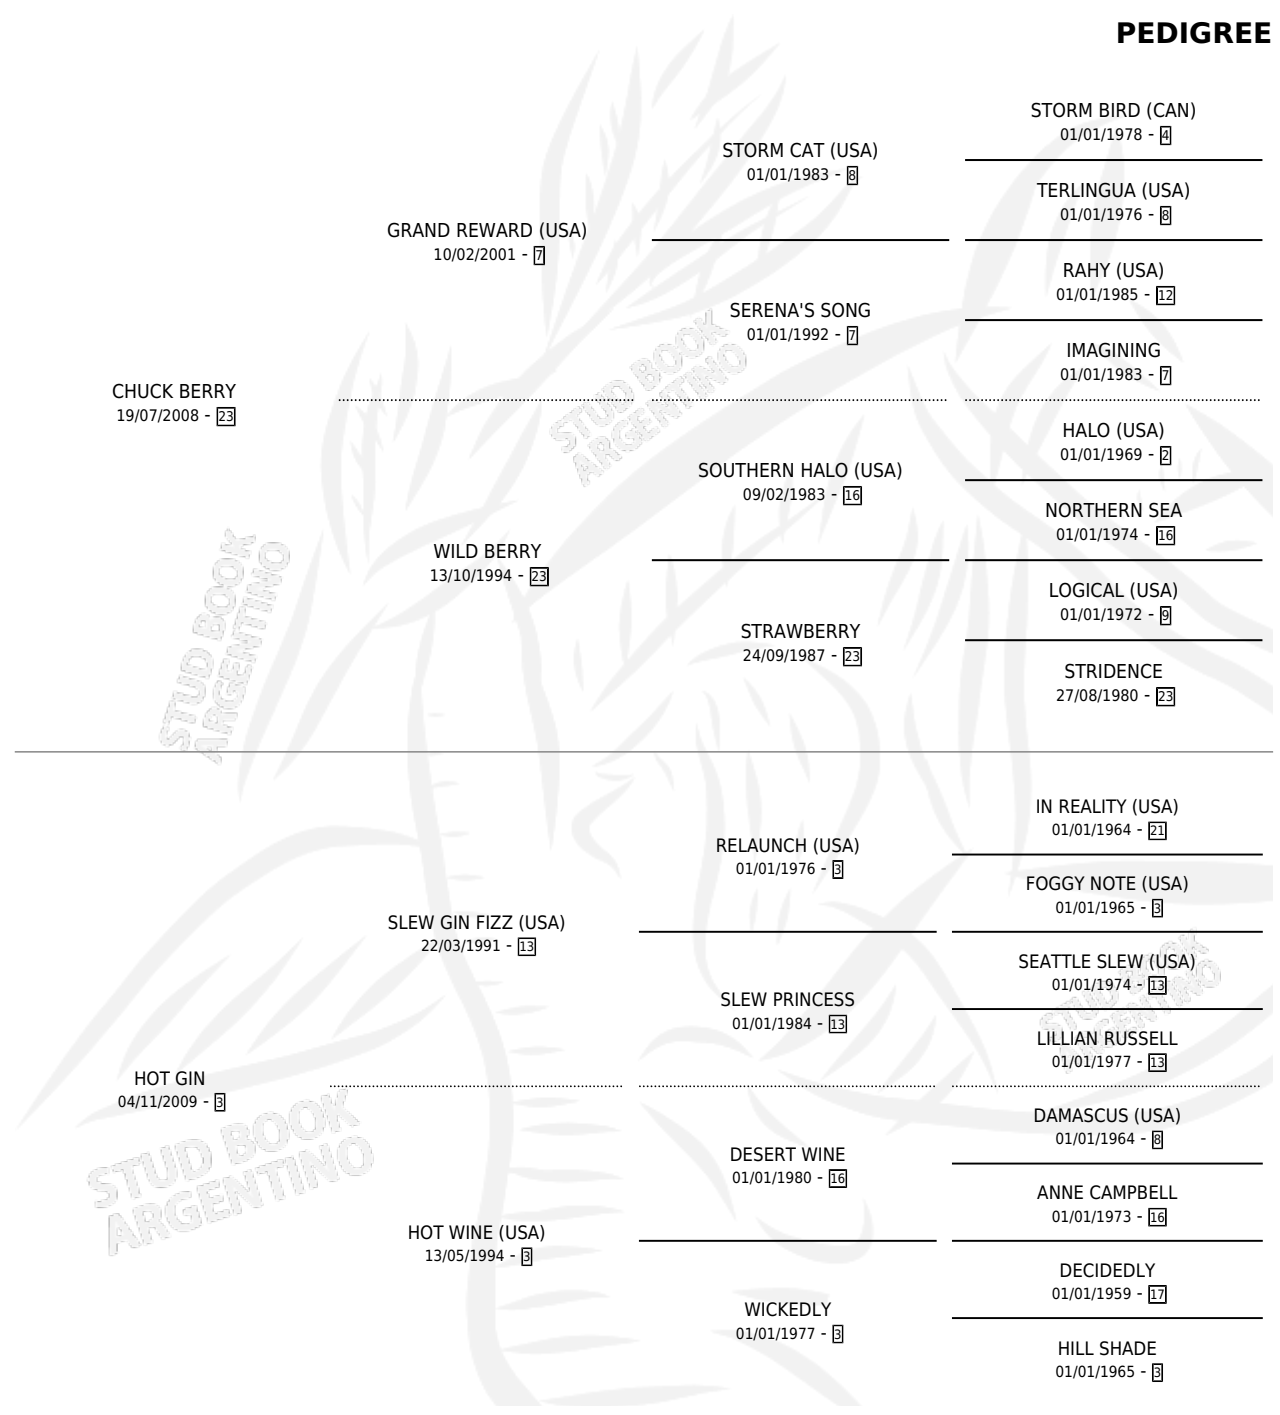 PEDIGREE
STORM BIRD (CAN)
01/01/1978 - 4
STORM CAT (USA)
01/01/1983 - 8
TERLINGUA (USA)
01/01/1976 - 8
GRAND REWARD (USA)
10/02/2001 - 7
RAHY (USA)
01/01/1985 - 12
SERENA'S SONG
01/01/1992 - 7
IMAGINING
01/01/1983 - 7
CHUCK BERRY
19/07/2008 - 23
HALO (USA)
01/01/1969 - 2
SOUTHERN HALO (USA)
09/02/1983 - 16
NORTHERN SEA
01/01/1974 - 16
WILD BERRY
13/10/1994 - 23
LOGICAL (USA)
01/01/1972 - 9
STRAWBERRY
24/09/1987 - 23
STRIDENCE
27/08/1980 - 23
IN REALITY (USA)
01/01/1964 - 21
RELAUNCH (USA)
01/01/1976 - 3
FOGGY NOTE (USA)
01/01/1965 - 3
SLEW GIN FIZZ (USA)
22/03/1991 - 13
SEATTLE SLEW (USA)
01/01/1974 - 13
SLEW PRINCESS
01/01/1984 - 13
LILLIAN RUSSELL
01/01/1977 - 13
HOT GIN
04/11/2009 - 3
DAMASCUS (USA)
01/01/1964 - 8
DESERT WINE
01/01/1980 - 16
ANNE CAMPBELL
01/01/1973 - 16
HOT WINE (USA)
13/05/1994 - 3
DECIDEDLY
01/01/1959 - 17
WICKEDLY
01/01/1977 - 3
HILL SHADE
01/01/1965 - 3
STUD BOOK
ARGENTINO
STUD BOOK
ARGENTINO
STUD BOOK
ARGENTINO
STUD BOOK
ARGENTINO